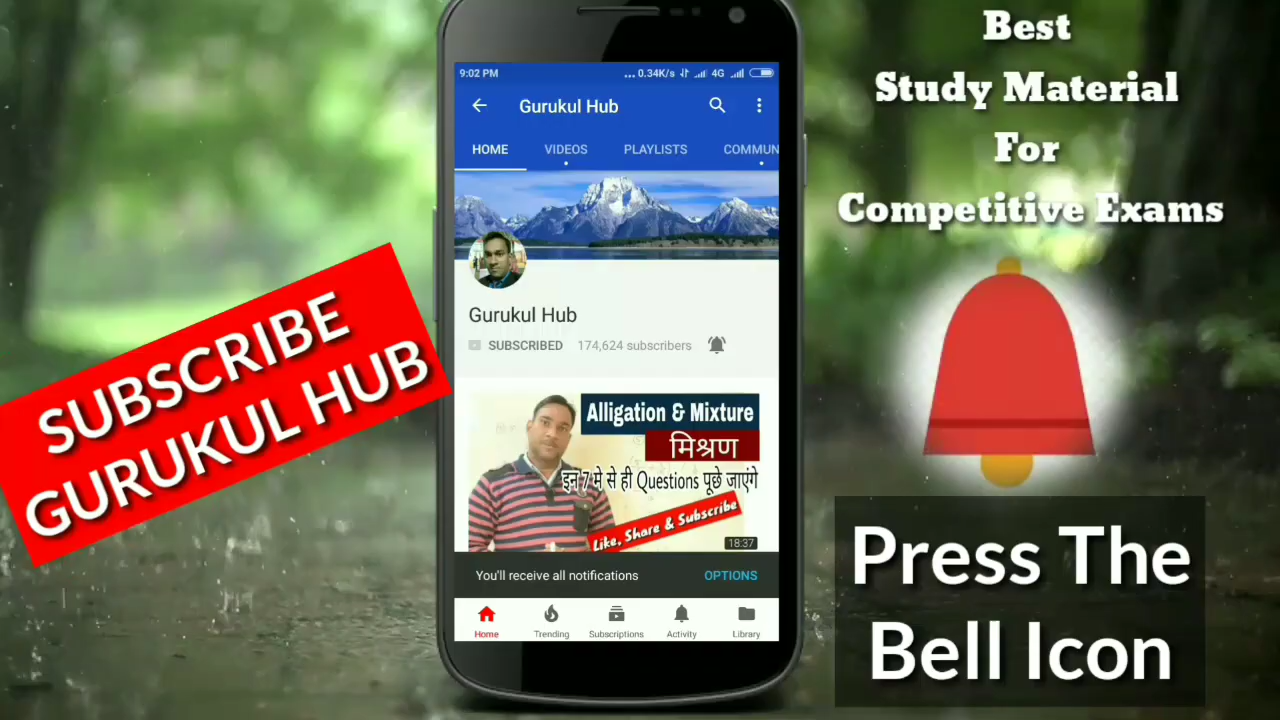 SUBSCRIBE
GURUKUL HUB
9:02 PM
... 0.34K/s 4G
Gurukul Hub
HOME VIDEOS PLAYLISTS COMMUN
Gurukul Hub
SUBSCRIBED 174,624 subscribers
Alligation & Mixture
मिश्रण
इन 7 मे से ही Questions पूछे जाएंगे
Like, Share & Subscribe
18:37
You'll receive all notifications OPTIONS
Home Trending Subscriptions Activity Library
Best
Study Material
For
Competitive Exams
Press The
Bell Icon